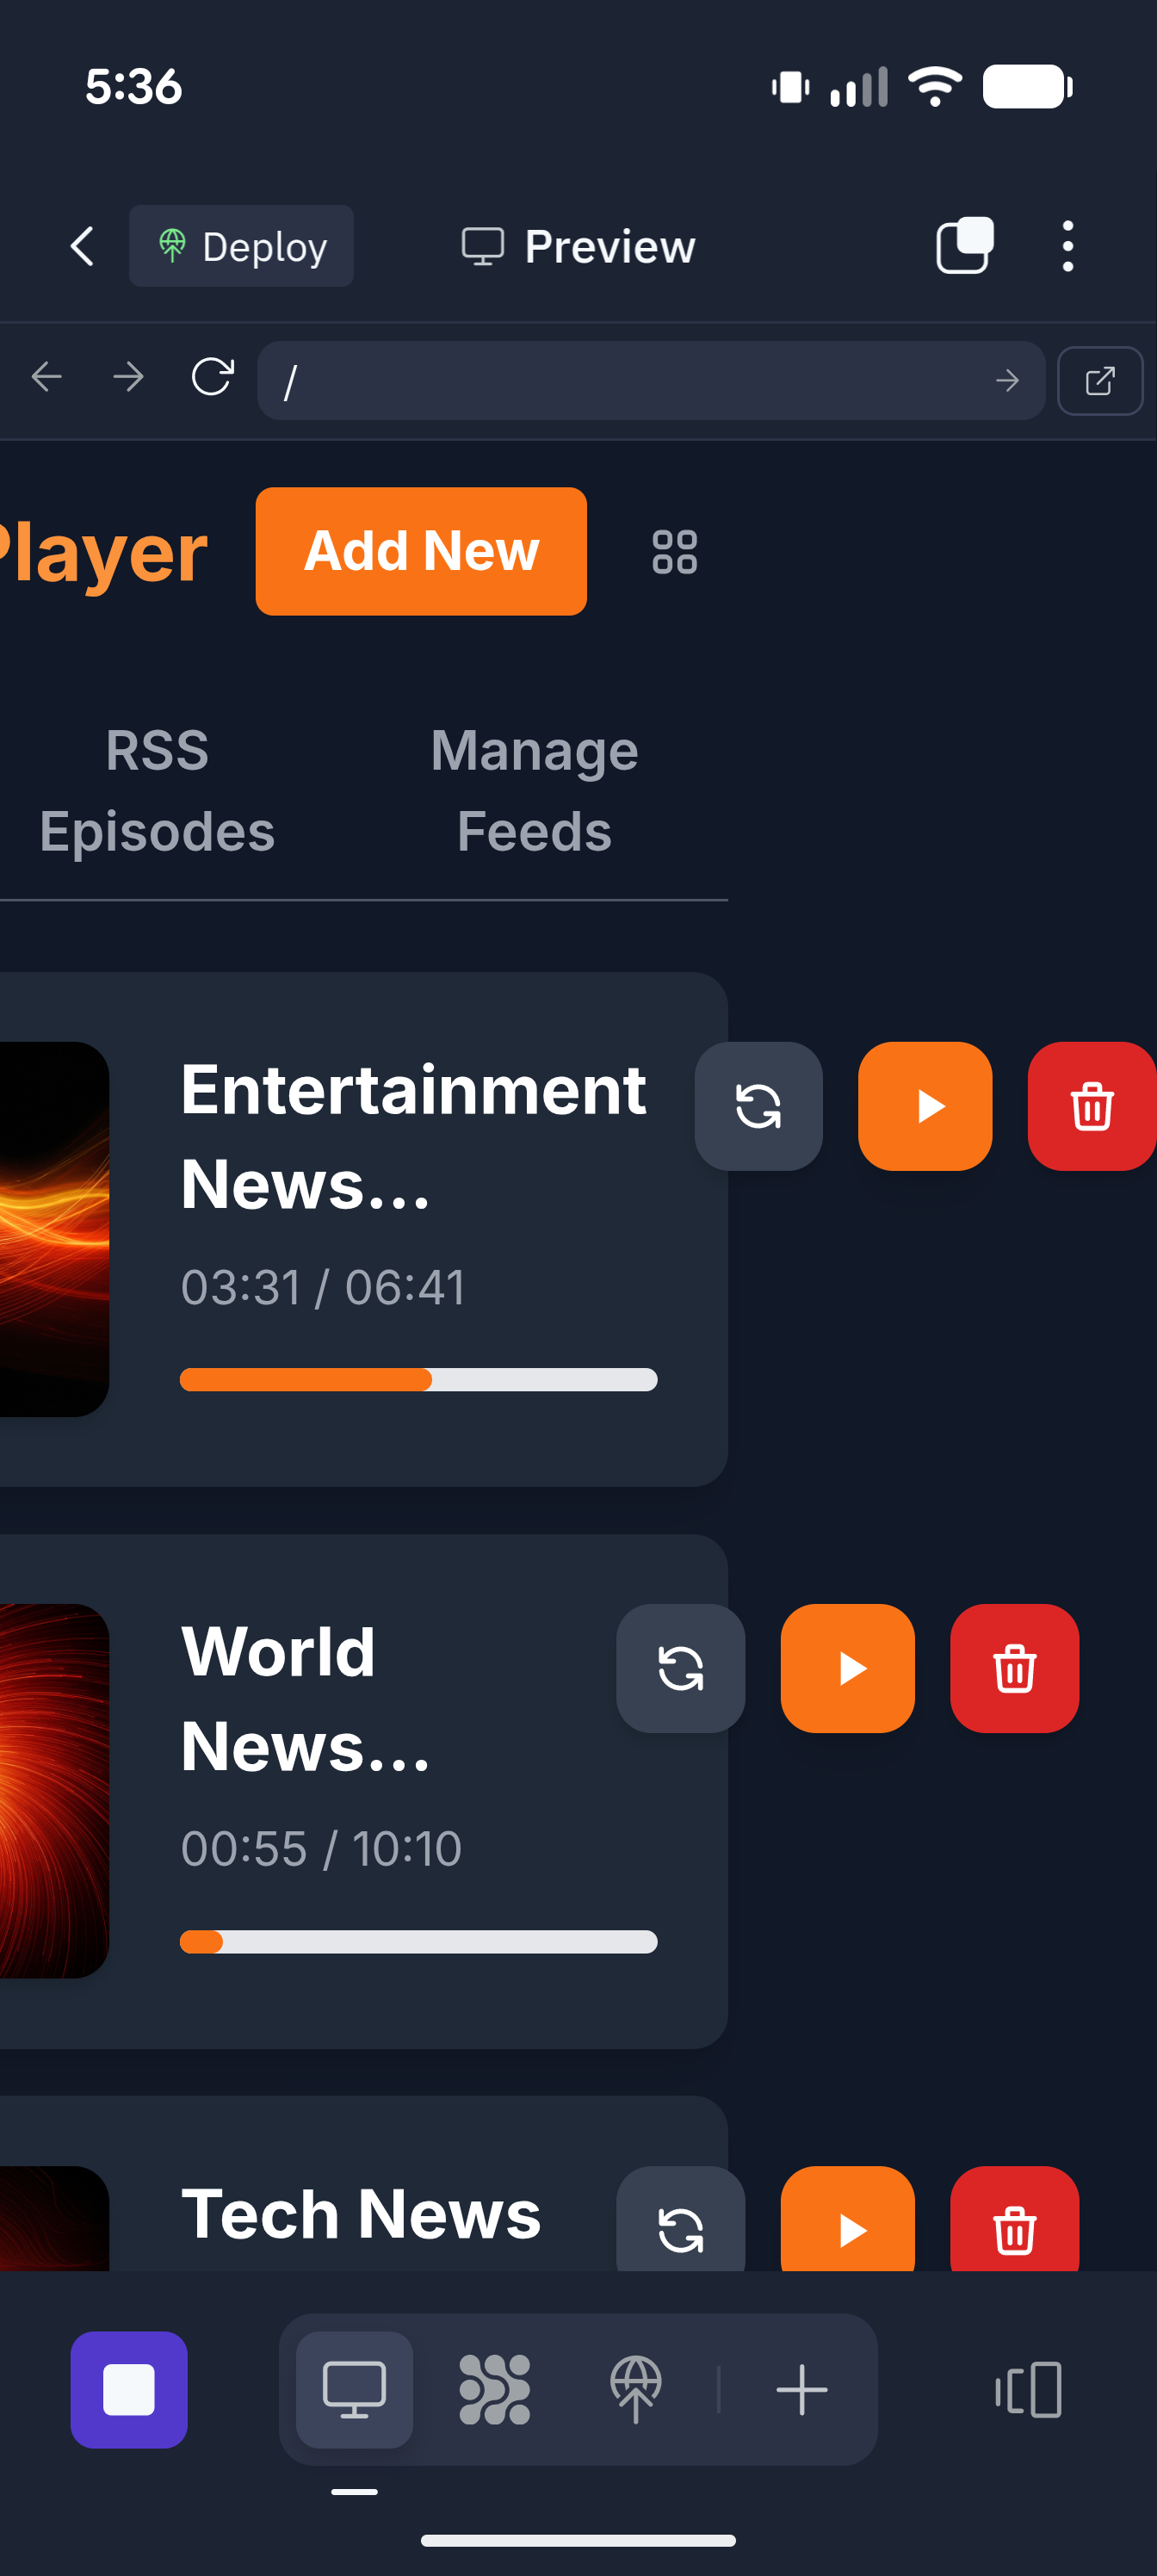 5:36
Deploy
Preview
/
Player
Add New
RSS
Episodes
Manage
Feeds
Entertainment
News...
03:31 / 06:41
World
News...
00:55 / 10:10
Tech News